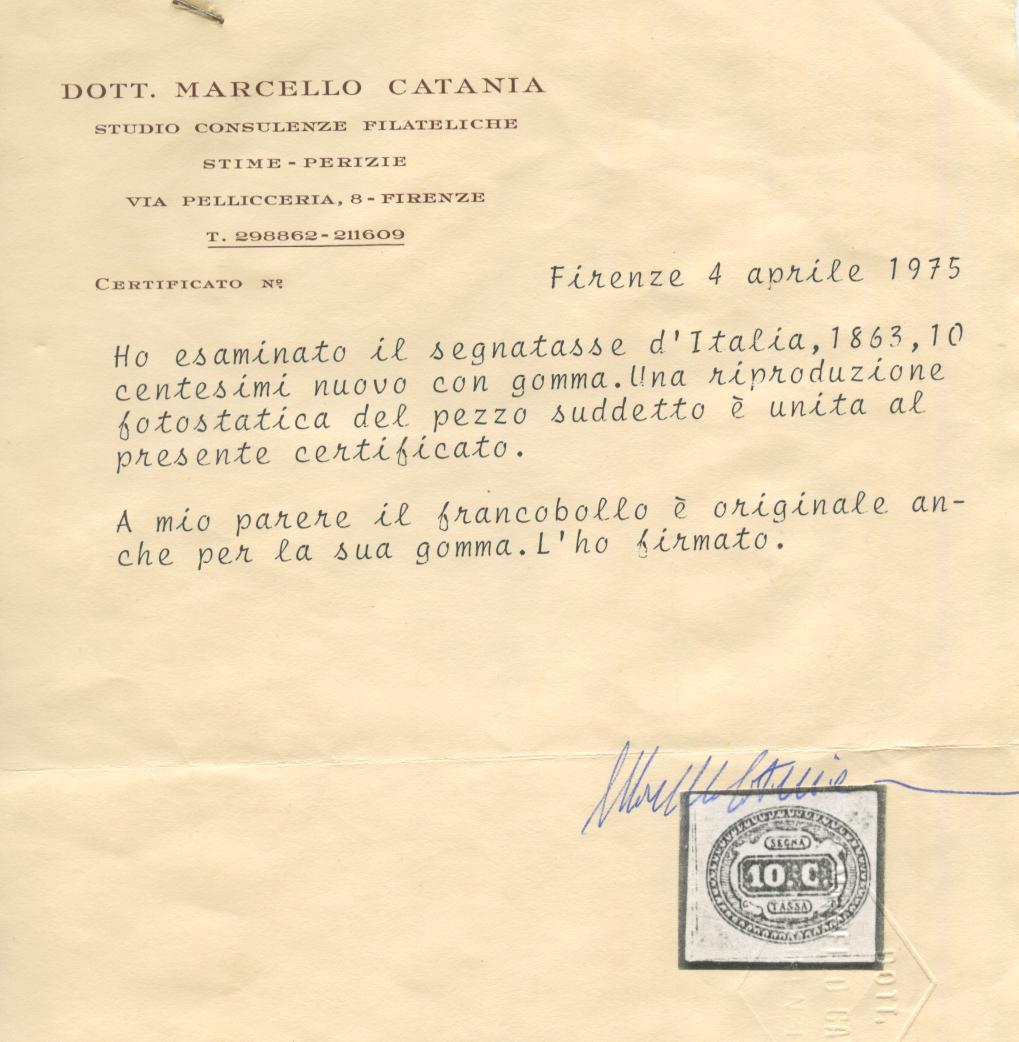 DOTT. MARCELLO CATANIA
STUDIO CONSULENZE FILATELICHE
STIME - PERIZIE
VIA PELLICCERIA, 8 - FIRENZE
T. 298862 - 211609
CERTIFICATO Nº
Firenze 4 aprile 1975
Ho esaminato il segnatasse d'Italia,1863,10
centesimi nuovo con gomma.Una riproduzione
fotostatica del pezzo suddetto è unita al
presente certificato.
A mio parere il francobollo è originale an-
che per la sua gomma.L'ho firmato.
SEGNA
10 C.
TASSA
DOTT.